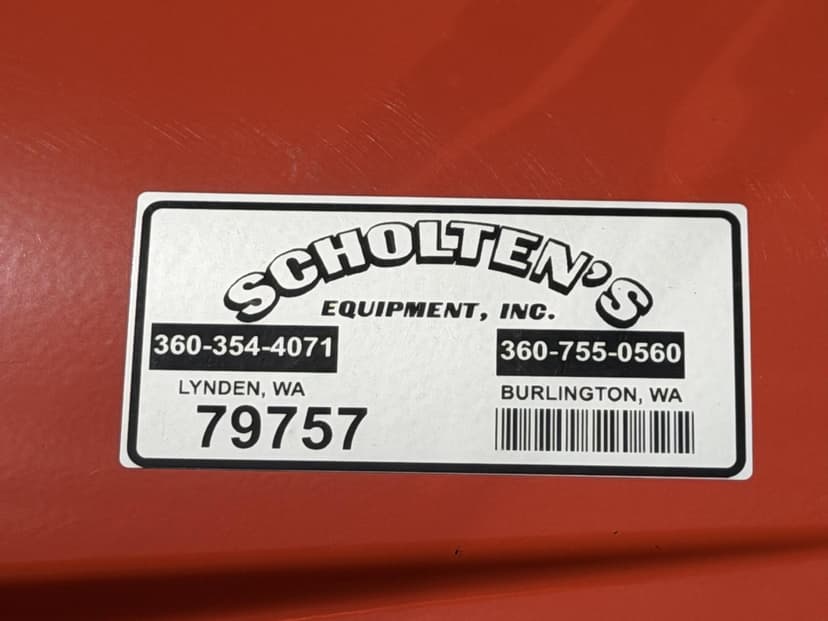 SCHOLTEN'S
EQUIPMENT, INC.
360-354-4071
LYNDEN, WA
79757
360-755-0560
BURLINGTON, WA